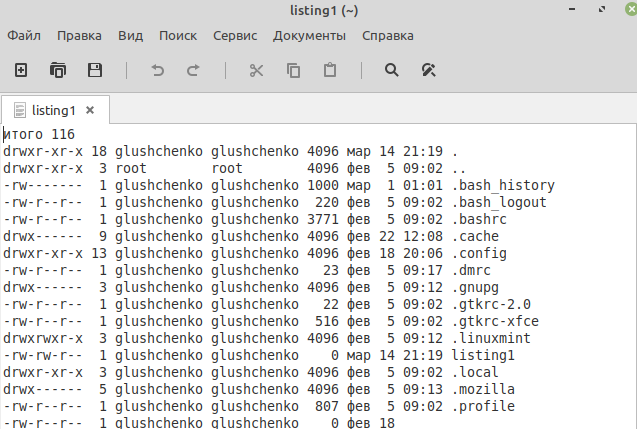 listing1 (~)
Файл Правка Вид Поиск Сервис Документы Справка
listing1
итого 116
drwxr-xr-x 18 glushchenko glushchenko 4096 мар 14 21:19 .
drwxr-xr-x  3 root        root        4096 фев  5 09:02 ..
-rw-------  1 glushchenko glushchenko 1000 мар  1 01:01 .bash_history
-rw-r--r--  1 glushchenko glushchenko  220 фев  5 09:02 .bash_logout
-rw-r--r--  1 glushchenko glushchenko 3771 фев  5 09:02 .bashrc
drwx------  9 glushchenko glushchenko 4096 фев 22 12:08 .cache
drwxr-xr-x 13 glushchenko glushchenko 4096 фев 18 20:06 .config
-rw-r--r--  1 glushchenko glushchenko   23 фев  5 09:17 .dmrc
drwx------  3 glushchenko glushchenko 4096 фев  5 09:12 .gnupg
-rw-r--r--  1 glushchenko glushchenko   22 фев  5 09:02 .gtkrc-2.0
-rw-r--r--  1 glushchenko glushchenko  516 фев  5 09:02 .gtkrc-xfce
drwxrwxr-x  3 glushchenko glushchenko 4096 фев  5 09:12 .linuxmint
-rw-rw-r--  1 glushchenko glushchenko    0 мар 14 21:19 listing1
drwxr-xr-x  3 glushchenko glushchenko 4096 фев  5 09:02 .local
drwx------  5 glushchenko glushchenko 4096 фев  5 09:13 .mozilla
-rw-r--r--  1 glushchenko glushchenko  807 фев  5 09:02 .profile
-rw-r--r--  1 glushchenko glushchenko    0 фев 18